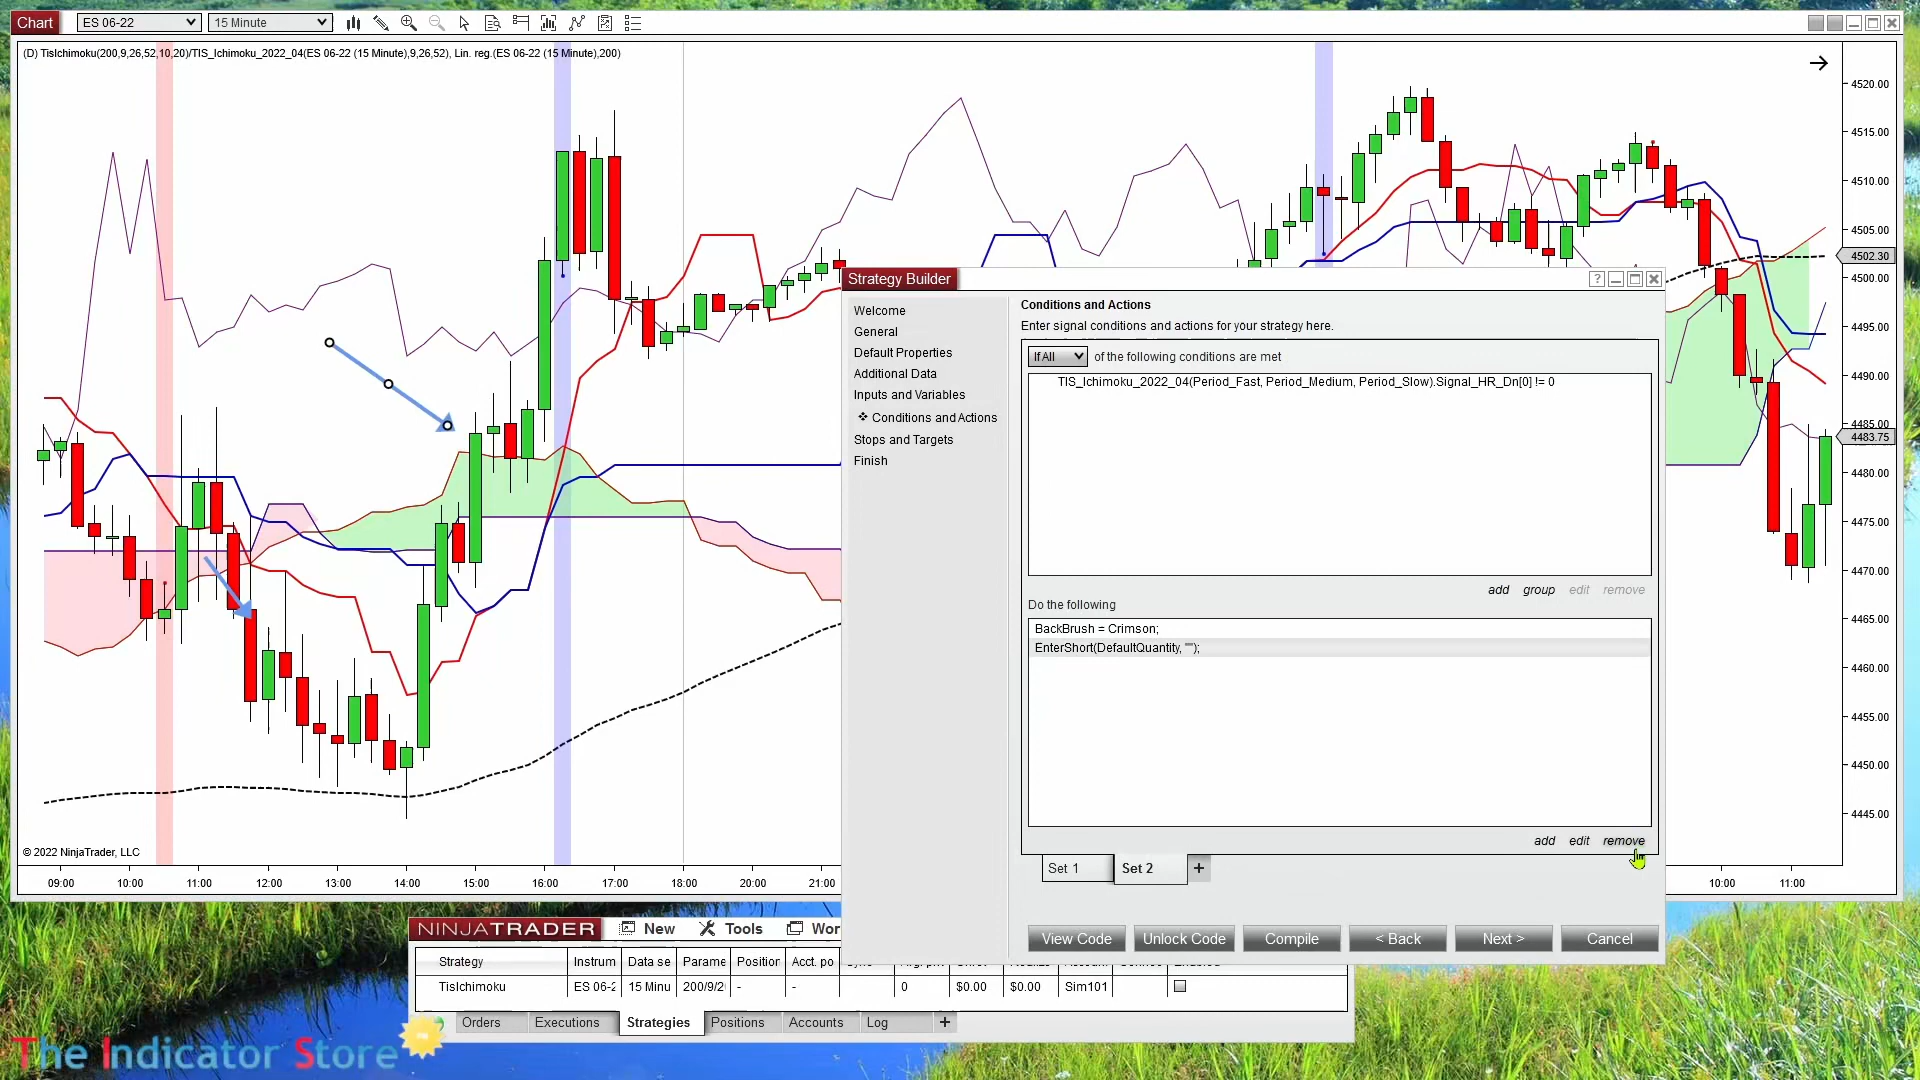 Chart
ES 06-22
15 Minute
(D) TisIchimoku(200,9,26,52,10,20)/TIS_Ichimoku_2022_04(ES 06-22 (15 Minute),9,26,52), Lin. reg.(ES 06-22 (15 Minute),200)
4520.00
4515.00
4510.00
4505.00
4502.30
4500.00
4495.00
4490.00
4485.00
4483.75
4480.00
4475.00
4470.00
4465.00
4460.00
4455.00
4450.00
4445.00
Strategy Builder
?
Welcome
General
Default Properties
Additional Data
Inputs and Variables
Conditions and Actions
Stops and Targets
Finish
Conditions and Actions
Enter signal conditions and actions for your strategy here.
If All of the following conditions are met
TIS_Ichimoku_2022_04(Period_Fast, Period_Medium, Period_Slow).Signal_HR_Dn[0] != 0
add group edit remove
Do the following
BackBrush = Crimson;
EnterShort(DefaultQuantity, "");
add edit remove
Set 1 Set 2 +
View Code Unlock Code Compile < Back Next > Cancel
© 2022 NinjaTrader, LLC
09:00 10:00 11:00 12:00 13:00 14:00 15:00 16:00 17:00 18:00 20:00 21:00 10:00 11:00
NINJATRADER New Tools Wor
Strategy Instrum Data se Parame Position Acct. po
TisIchimoku ES 06-2 15 Minu 200/9/2 - - 0 $0.00 $0.00 Sim101
Orders Executions Strategies Positions Accounts Log +
The Indicator Store